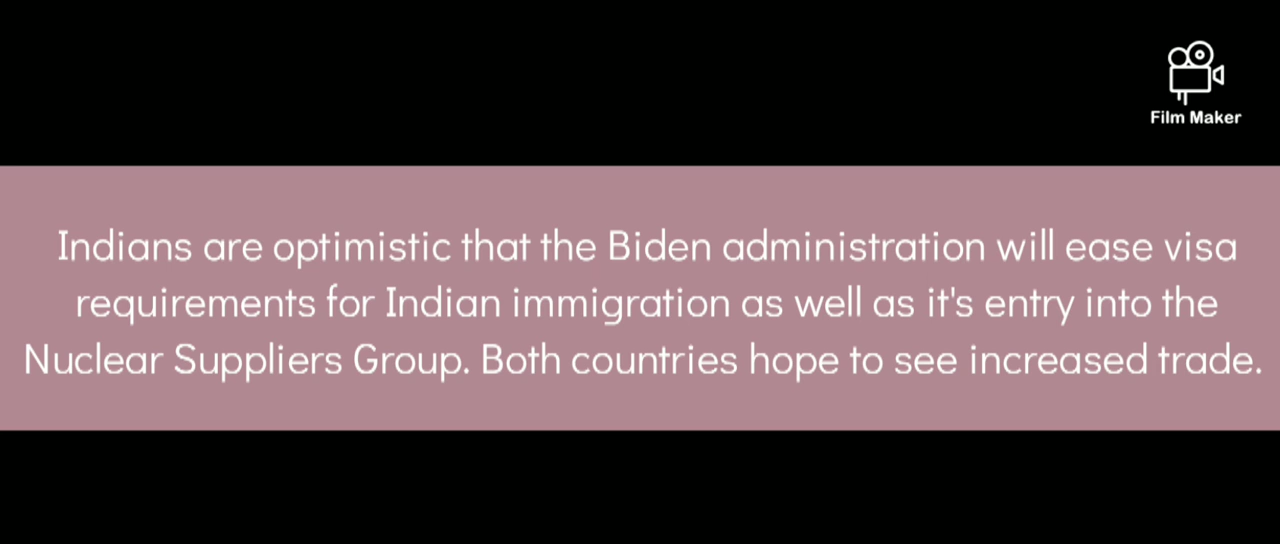 Film Maker
Indians are optimistic that the Biden administration will ease visa
requirements for Indian immigration as well as it's entry into the
Nuclear Suppliers Group. Both countries hope to see increased trade.